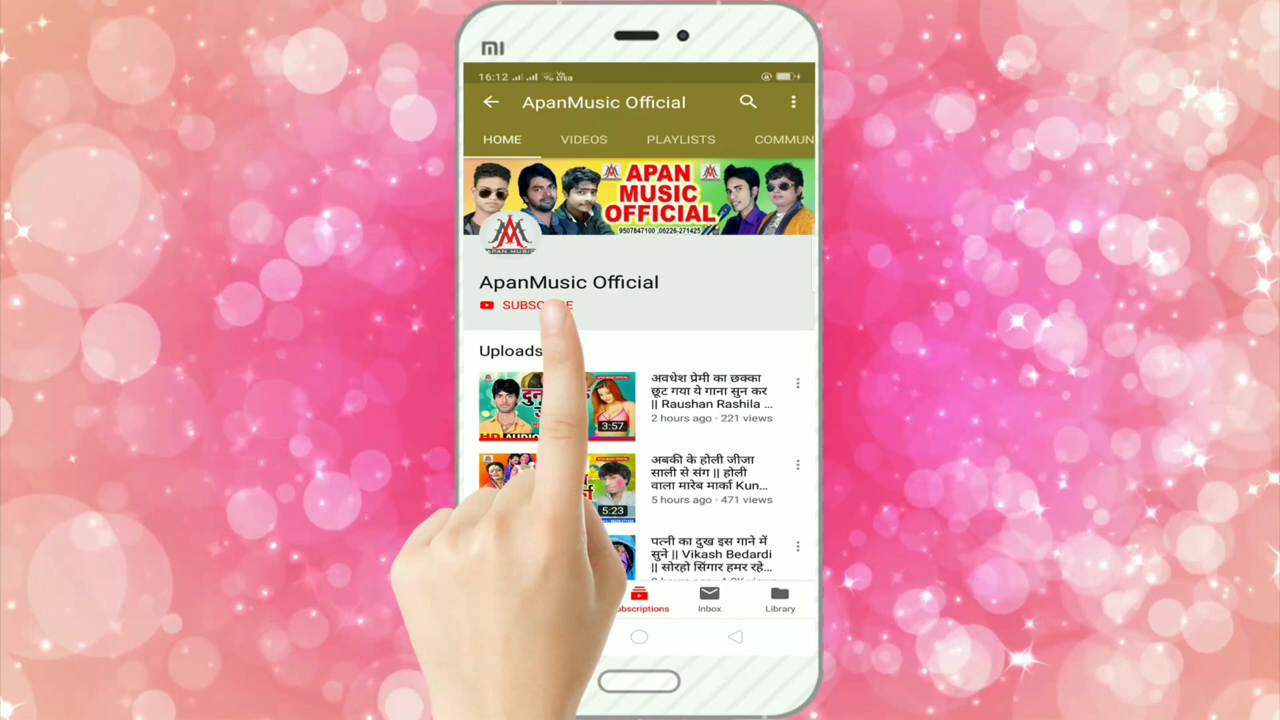 mi
16:12
ApanMusic Official
HOME VIDEOS PLAYLISTS COMMUN
APAN
MUSIC
OFFICIAL
9507847100 ,06226-271425
ApanMusic Official
Uploads
अवधेश प्रेमी का छक्का
छूट गया ये गाना सुन कर
|| Raushan Rashila ...
2 hours ago · 221 views
3:57
अबकी के होली जीजा
साली से संग || होली
वाला मारेब मार्का Kun...
5 hours ago · 471 views
5:23
पत्नी का दुख इस गाने में
सुने || Vikash Bedardi
|| सोरहो सिंगार हमर रहे...
ubscriptions Inbox Library